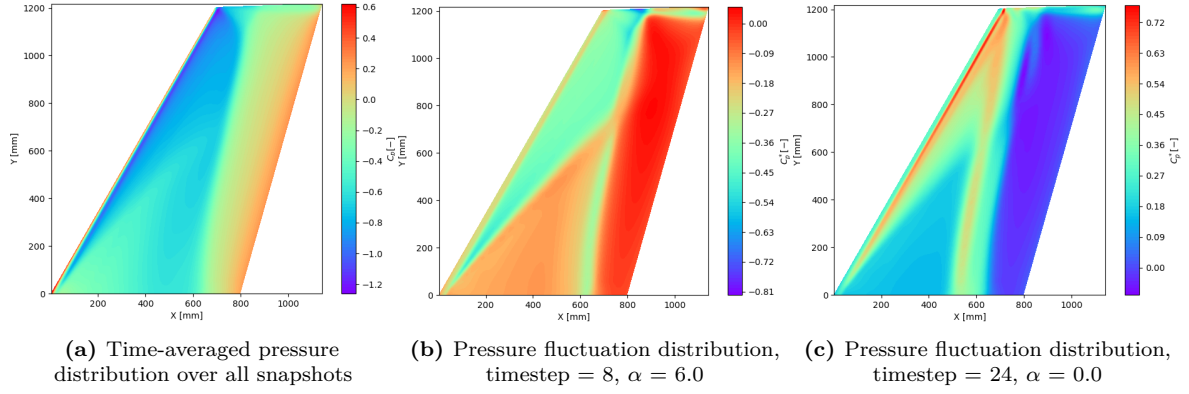 0.6
0.4
0.2
0.0
−0.2
−0.4
−0.6
−0.8
−1.0
−1.2
C_p[−]
1200
1000
800
600
400
200
0
Y [mm]
200 400 600 800 1000
X [mm]
0.00
−0.09
−0.18
−0.27
−0.36
−0.45
−0.54
−0.63
−0.72
−0.81
C_p^*[−]
1200
1000
800
600
400
200
0
Y [mm]
200 400 600 800 1000
X [mm]
0.72
0.63
0.54
0.45
0.36
0.27
0.18
0.09
0.00
C_p^*[−]
1200
1000
800
600
400
200
0
Y [mm]
200 400 600 800 1000
X [mm]
(a) Time-averaged pressure
distribution over all snapshots
(b) Pressure fluctuation distribution,
timestep = 8, α = 6.0
(c) Pressure fluctuation distribution,
timestep = 24, α = 0.0